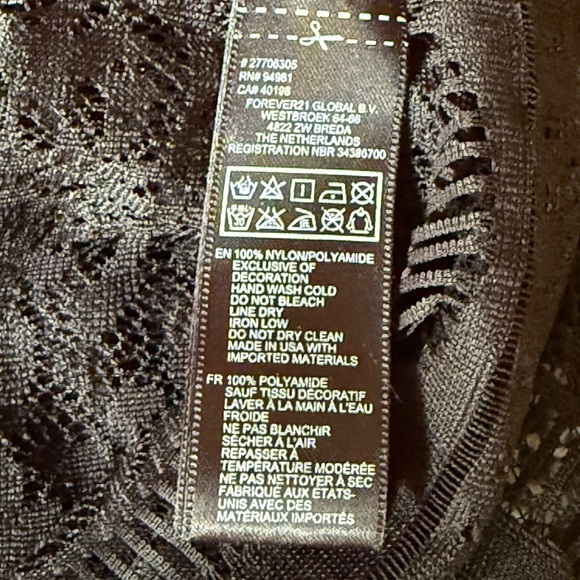 # 27706305
RN# 94981
CA# 40198
FOREVER21 GLOBAL B.V.
WESTBROEK 64-66
4822 ZW BREDA
THE NETHERLANDS
REGISTRATION NBR 34386700
EN 100% NYLON/POLYAMIDE
EXCLUSIVE OF
DECORATION
HAND WASH COLD
DO NOT BLEACH
LINE DRY
IRON LOW
DO NOT DRY CLEAN
MADE IN USA WITH
IMPORTED MATERIALS
FR 100% POLYAMIDE
SAUF TISSU DÉCORATIF
LAVER À LA MAIN À L'EAU
FROIDE
NE PAS BLANCHIR
SÉCHER À L'AIR
REPASSER À
TEMPÉRATURE MODÉRÉE
NE PAS NETTOYER À SEC
FABRIQUÉ AUX ÉTATS-
UNIS AVEC DES
MATÉRIAUX IMPORTÉS